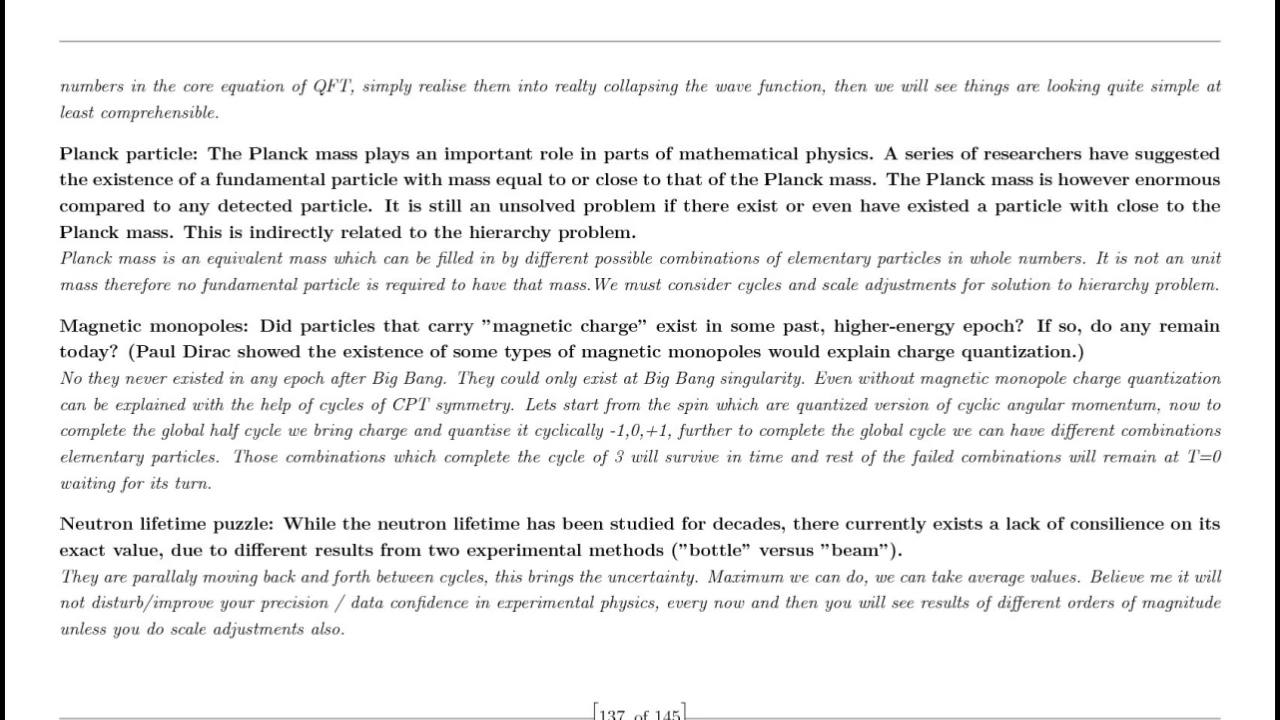 numbers in the core equation of QFT, simply realise them into realty collapsing the wave function, then we will see things are looking quite simple at
least comprehensible.
Planck particle: The Planck mass plays an important role in parts of mathematical physics. A series of researchers have suggested
the existence of a fundamental particle with mass equal to or close to that of the Planck mass. The Planck mass is however enormous
compared to any detected particle. It is still an unsolved problem if there exist or even have existed a particle with close to the
Planck mass. This is indirectly related to the hierarchy problem.
Planck mass is an equivalent mass which can be filled in by different possible combinations of elementary particles in whole numbers. It is not an unit
mass therefore no fundamental particle is required to have that mass. We must consider cycles and scale adjustments for solution to hierarchy problem.
Magnetic monopoles: Did particles that carry ”magnetic charge” exist in some past, higher-energy epoch? If so, do any remain
today? (Paul Dirac showed the existence of some types of magnetic monopoles would explain charge quantization.)
No they never existed in any epoch after Big Bang. They could only exist at Big Bang singularity. Even without magnetic monopole charge quantization
can be explained with the help of cycles of CPT symmetry. Lets start from the spin which are quantized version of cyclic angular momentum, now to
complete the global half cycle we bring charge and quantise it cyclically -1,0,+1, further to complete the global cycle we can have different combinations
elementary particles. Those combinations which complete the cycle of 3 will survive in time and rest of the failed combinations will remain at T=0
waiting for its turn.
Neutron lifetime puzzle: While the neutron lifetime has been studied for decades, there currently exists a lack of consilience on its
exact value, due to different results from two experimental methods (”bottle” versus ”beam”).
They are parallaly moving back and forth between cycles, this brings the uncertainty. Maximum we can do, we can take average values. Believe me it will
not disturb/improve your precision / data confidence in experimental physics, every now and then you will see results of different orders of magnitude
unless you do scale adjustments also.
[137 of 145]